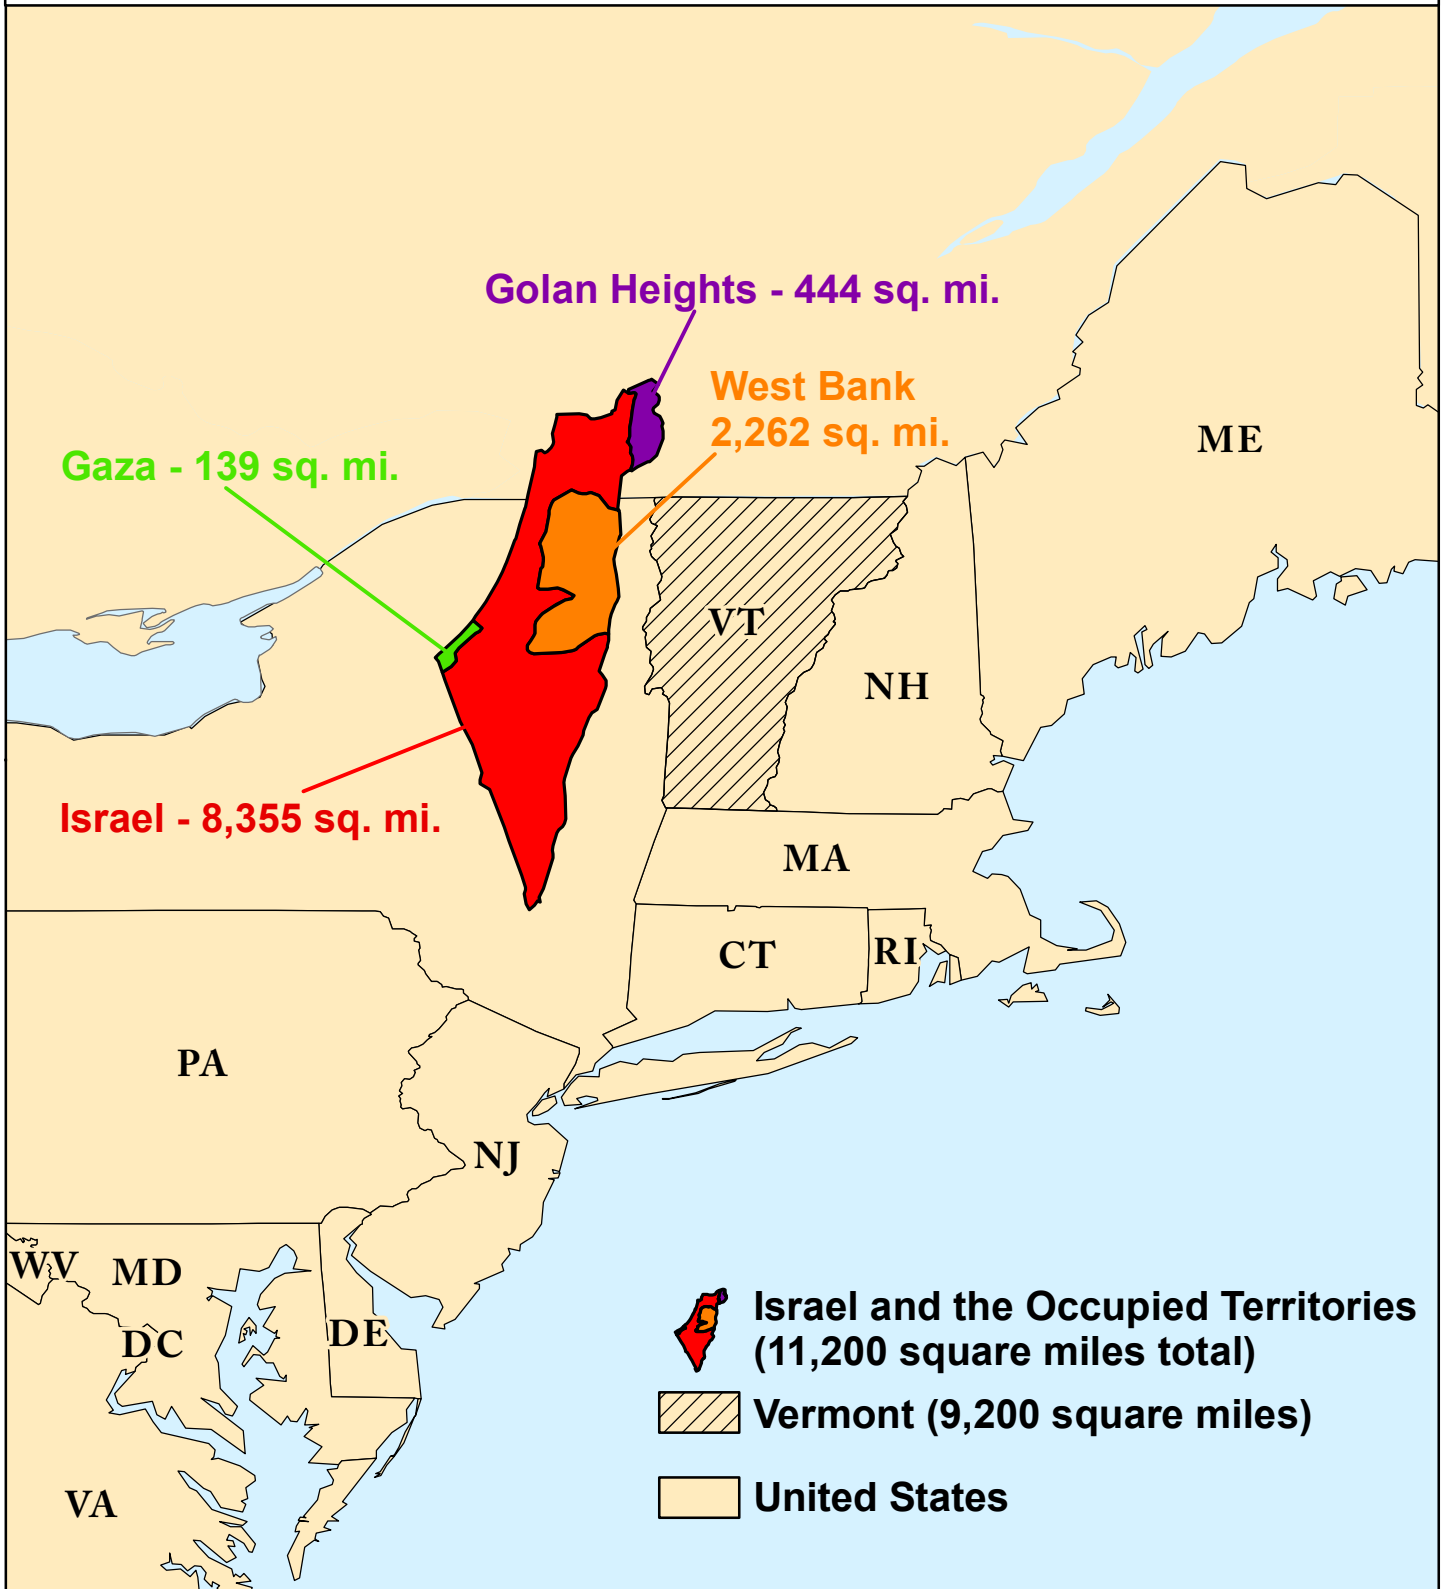 Golan Heights - 444 sq. mi.
West Bank
2,262 sq. mi.
Gaza - 139 sq. mi.
ME
VT
NH
Israel - 8,355 sq. mi.
MA
CT
RI
PA
NJ
WV
MD
DC
DE
VA
Israel and the Occupied Territories
(11,200 square miles total)
Vermont (9,200 square miles)
United States